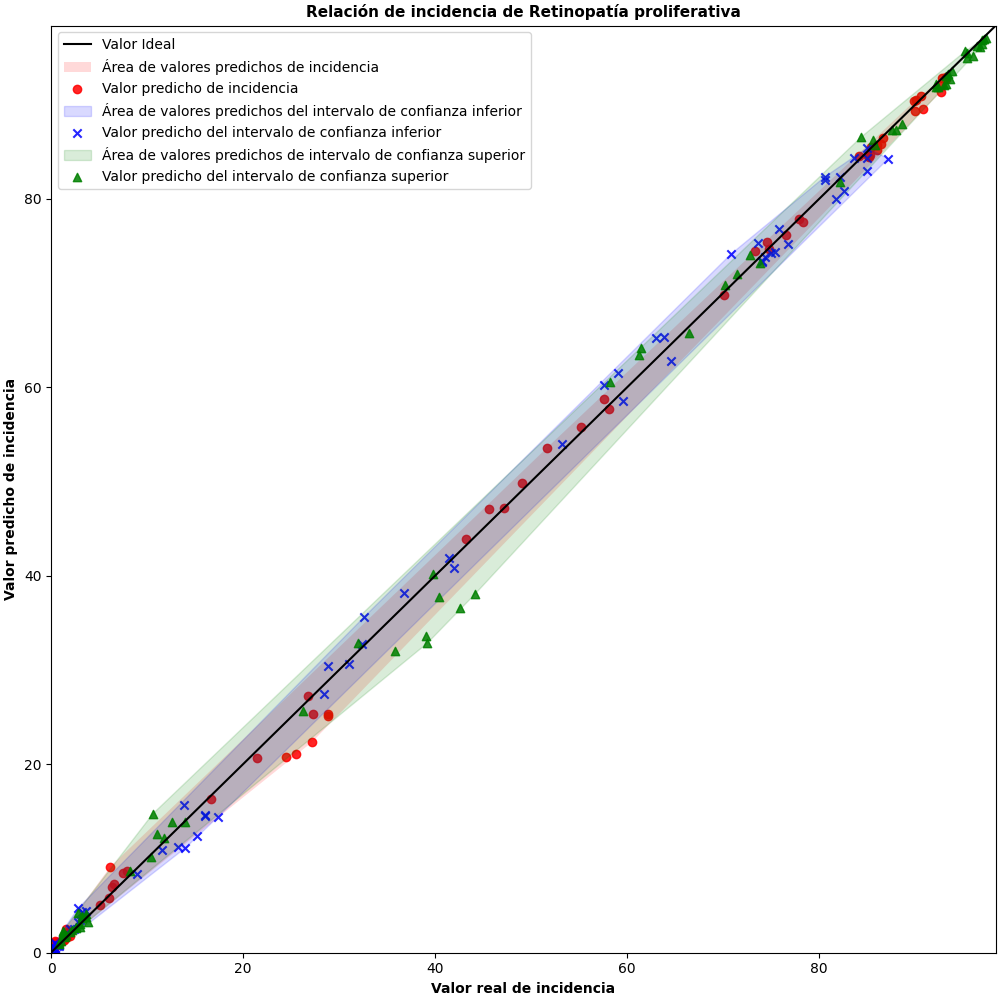 Relación de incidencia de Retinopatía proliferativa
Valor Ideal
Área de valores predichos de incidencia
Valor predicho de incidencia
Área de valores predichos del intervalo de confianza inferior
Valor predicho del intervalo de confianza inferior
Área de valores predichos de intervalo de confianza superior
Valor predicho del intervalo de confianza superior
Valor predicho de incidencia
80
60
40
20
0
0 20 40 60 80
Valor real de incidencia